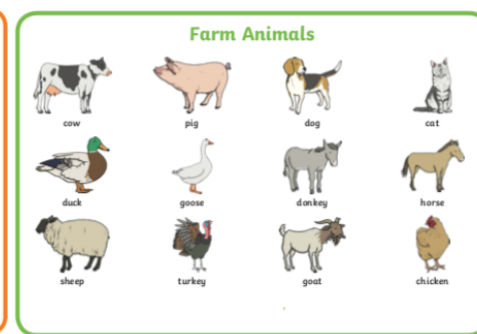 Farm Animals
cow pig dog cat
duck goose donkey horse
sheep turkey goat chicken